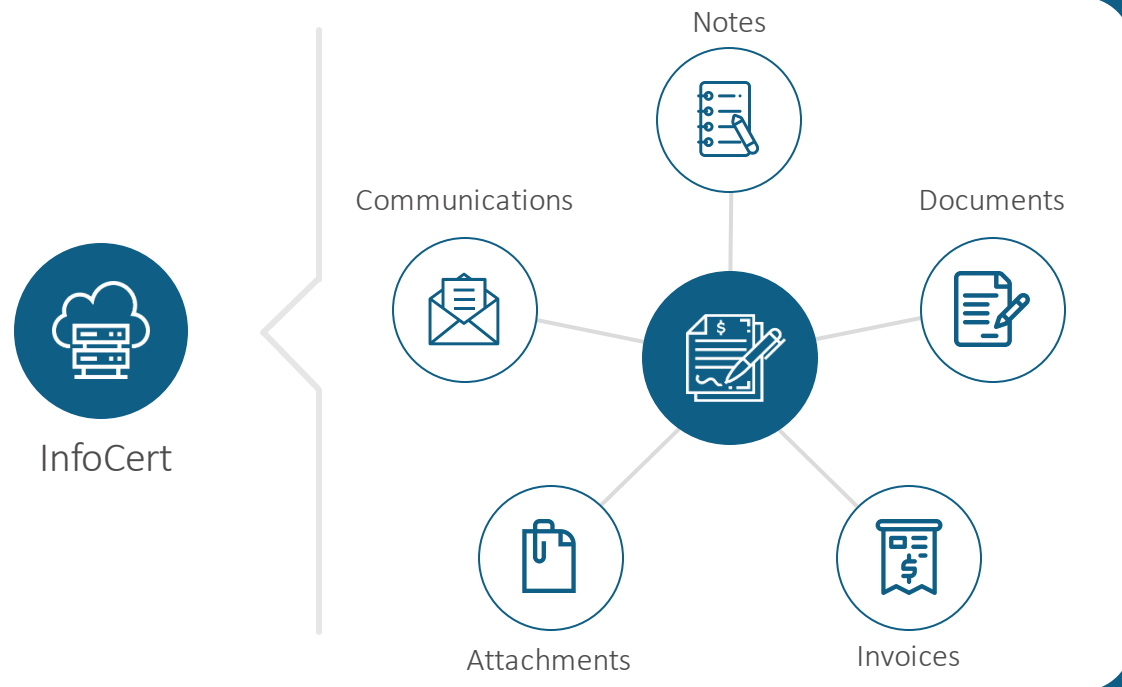 Notes
Communications
Documents
$
InfoCert
$
Attachments
Invoices